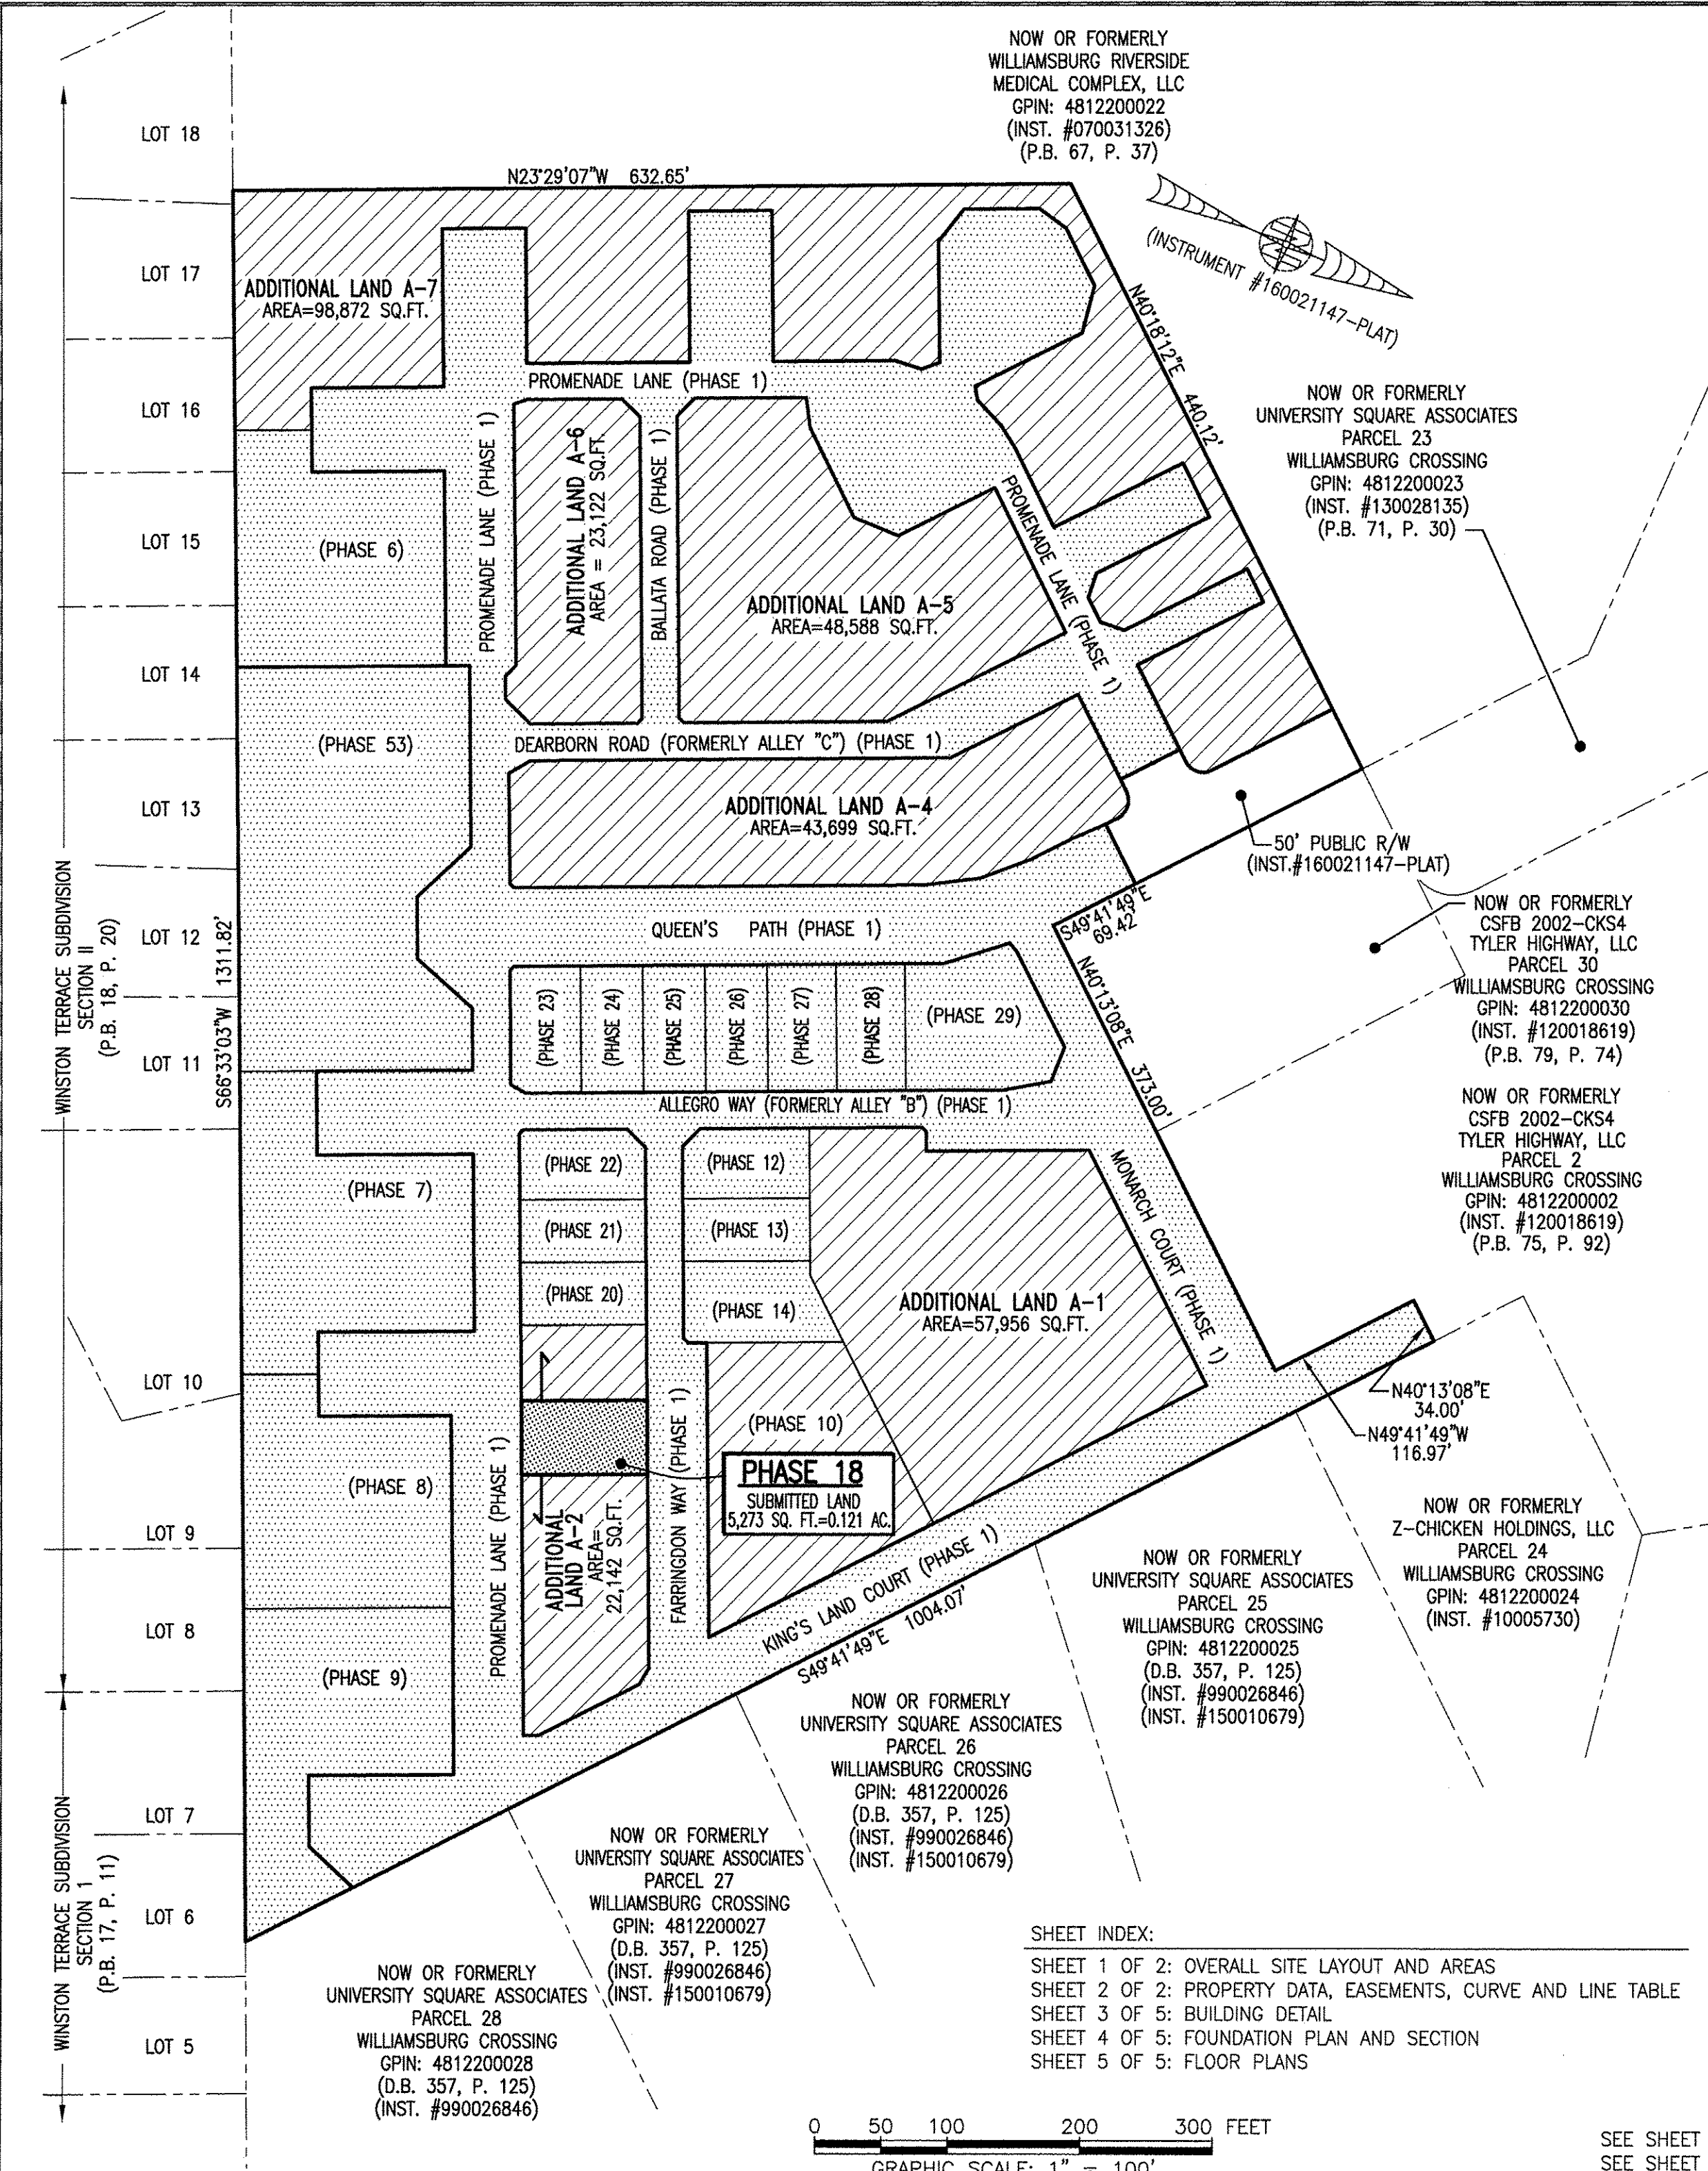 NOW OR FORMERLY
WILLIAMSBURG RIVERSIDE
MEDICAL COMPLEX, LLC
GPIN: 4812200022
(INST. #070031326)
(P.B. 67, P. 37)
LOT 18
N23°29'07"W 632.65'
(INSTRUMENT #160021147-PLAT)
LOT 17
ADDITIONAL LAND A-7
AREA=98,872 SQ.FT.
N40°18'12"E 440.12'
PROMENADE LANE (PHASE 1)
LOT 16
NOW OR FORMERLY
UNIVERSITY SQUARE ASSOCIATES
PARCEL 23
WILLIAMSBURG CROSSING
GPIN: 4812200023
(INST. #130028135)
(P.B. 71, P. 30)
PROMENADE LANE (PHASE 1)
ADDITIONAL LAND A-6
AREA = 23,122 SQ.FT.
BALLATA ROAD (PHASE 1)
PROMENADE LANE (PHASE 1)
LOT 15
(PHASE 6)
ADDITIONAL LAND A-5
AREA=48,588 SQ.FT.
LOT 14
(PHASE 53)
DEARBORN ROAD (FORMERLY ALLEY "C") (PHASE 1)
LOT 13
ADDITIONAL LAND A-4
AREA=43,699 SQ.FT.
50' PUBLIC R/W
(INST.#160021147-PLAT)
WINSTON TERRACE SUBDIVISION
SECTION II
(P.B. 18, P. 20)
S66°33'03"W 1311.82'
LOT 12
QUEEN'S PATH (PHASE 1)
S49°41'49"E
69.42'
NOW OR FORMERLY
CSFB 2002-CKS4
TYLER HIGHWAY, LLC
PARCEL 30
WILLIAMSBURG CROSSING
GPIN: 4812200030
(INST. #120018619)
(P.B. 79, P. 74)
N40°13'08"E 373.00'
(PHASE 23)
(PHASE 24)
(PHASE 25)
(PHASE 26)
(PHASE 27)
(PHASE 28)
(PHASE 29)
LOT 11
ALLEGRO WAY (FORMERLY ALLEY "B") (PHASE 1)
NOW OR FORMERLY
CSFB 2002-CKS4
TYLER HIGHWAY, LLC
PARCEL 2
WILLIAMSBURG CROSSING
GPIN: 4812200002
(INST. #120018619)
(P.B. 75, P. 92)
(PHASE 22)
(PHASE 12)
(PHASE 7)
(PHASE 21)
(PHASE 13)
MONARCH COURT (PHASE 1)
(PHASE 20)
(PHASE 14)
ADDITIONAL LAND A-1
AREA=57,956 SQ.FT.
LOT 10
N40°13'08"E
34.00'
N49°41'49"W
116.97'
(PHASE 10)
PHASE 18
SUBMITTED LAND
5,273 SQ. FT.=0.121 AC.
(PHASE 8)
PROMENADE LANE (PHASE 1)
ADDITIONAL
LAND A-2
AREA=
22,142 SQ.FT.
FARRINGDON WAY (PHASE 1)
LOT 9
NOW OR FORMERLY
Z-CHICKEN HOLDINGS, LLC
PARCEL 24
WILLIAMSBURG CROSSING
GPIN: 4812200024
(INST. #10005730)
NOW OR FORMERLY
UNIVERSITY SQUARE ASSOCIATES
PARCEL 25
WILLIAMSBURG CROSSING
GPIN: 4812200025
(D.B. 357, P. 125)
(INST. #990026846)
(INST. #150010679)
KING'S LAND COURT (PHASE 1)
S49°41'49"E 1004.07'
LOT 8
(PHASE 9)
NOW OR FORMERLY
UNIVERSITY SQUARE ASSOCIATES
PARCEL 26
WILLIAMSBURG CROSSING
GPIN: 4812200026
(D.B. 357, P. 125)
(INST. #990026846)
(INST. #150010679)
LOT 7
WINSTON TERRACE SUBDIVISION
SECTION 1
(P.B. 17, P. 11)
NOW OR FORMERLY
UNIVERSITY SQUARE ASSOCIATES
PARCEL 27
WILLIAMSBURG CROSSING
GPIN: 4812200027
(D.B. 357, P. 125)
(INST. #990026846)
(INST. #150010679)
LOT 6
NOW OR FORMERLY
UNIVERSITY SQUARE ASSOCIATES
PARCEL 28
WILLIAMSBURG CROSSING
GPIN: 4812200028
(D.B. 357, P. 125)
(INST. #990026846)
LOT 5
SHEET INDEX:
SHEET 1 OF 2: OVERALL SITE LAYOUT AND AREAS
SHEET 2 OF 2: PROPERTY DATA, EASEMENTS, CURVE AND LINE TABLE
SHEET 3 OF 5: BUILDING DETAIL
SHEET 4 OF 5: FOUNDATION PLAN AND SECTION
SHEET 5 OF 5: FLOOR PLANS
0 50 100 200 300 FEET
GRAPHIC SCALE: 1" = 100'
SEE SHEET
SEE SHEET